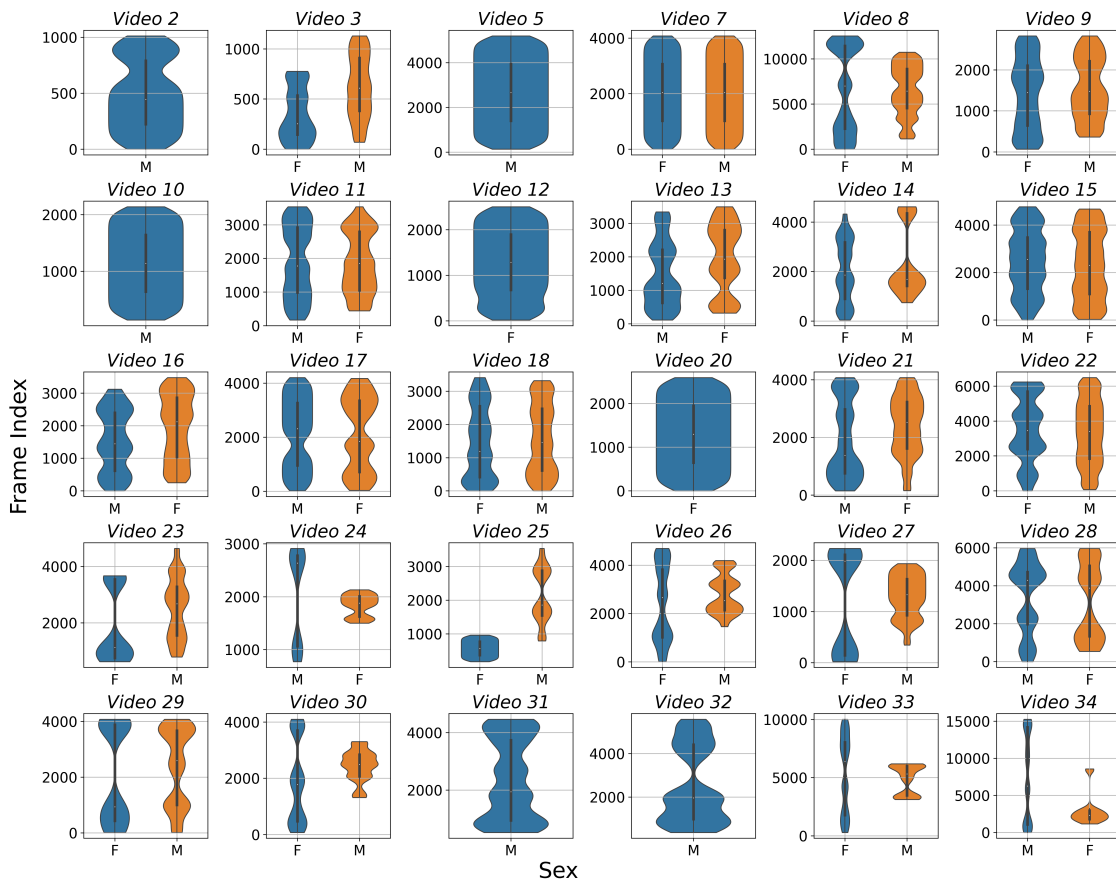 Frame Index
Video 2
1000
500
0
M
Video 3
1000
500
0
F M
Video 5
4000
2000
0
M
Video 7
4000
2000
0
F M
Video 8
10000
5000
0
F M
Video 9
2000
1000
0
F M
Video 10
2000
1000
M
Video 11
3000
2000
1000
0
M F
Video 12
2000
1000
0
F
Video 13
3000
2000
1000
0
M F
Video 14
4000
2000
0
F M
Video 15
4000
2000
0
M F
Video 16
3000
2000
1000
0
M F
Video 17
4000
2000
0
M F
Video 18
3000
2000
1000
0
F M
Video 20
2000
1000
0
F
Video 21
4000
2000
0
M F
Video 22
6000
4000
2000
0
F M
Video 23
4000
2000
F M
Video 24
3000
2000
1000
M F
Video 25
3000
2000
1000
F M
Video 26
4000
2000
0
F M
Video 27
2000
1000
0
F M
Video 28
6000
4000
2000
0
M F
Video 29
4000
2000
0
F M
Video 30
4000
2000
0
F M
Video 31
4000
2000
M
Video 32
4000
2000
M
Video 33
10000
5000
0
F M
Video 34
15000
10000
5000
0
M F
Sex